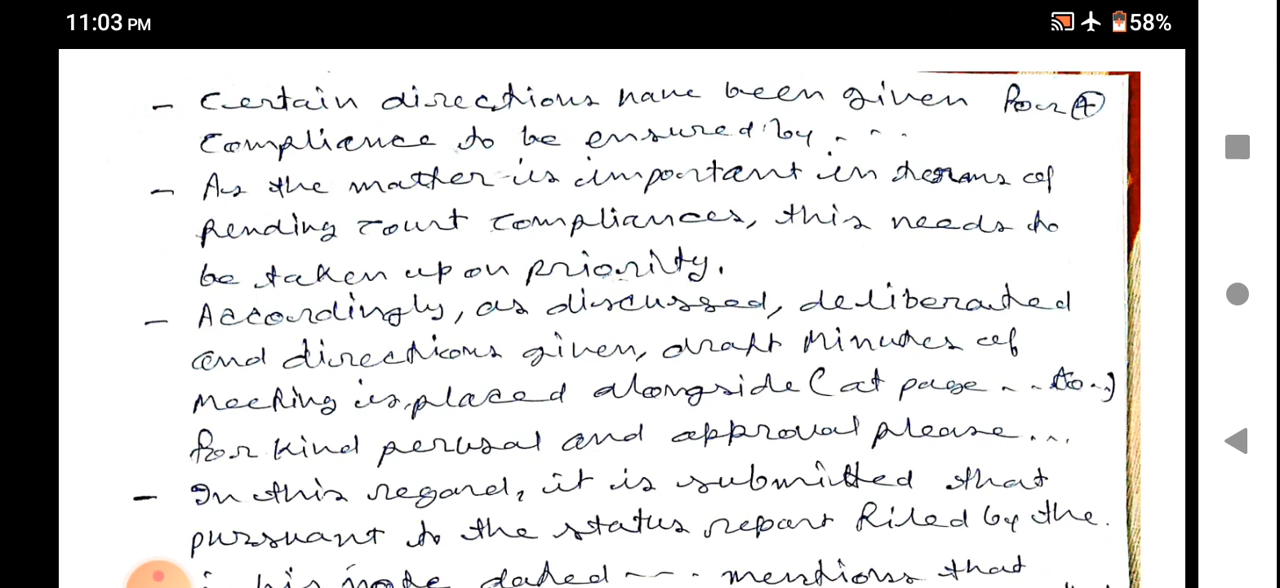 11:03 PM
58%
- Certain directions have been given for
compliance to be ensured by . . .
- As the matter is important in terms of
pending court compliances, this needs to
be taken up on priority.
- Accordingly, as discussed, deliberated
and directions given, draft Minutes of
Meeting is placed alongside (at page .. to ..)
for kind perusal and approval please...
- In this regard, it is submitted that
pursuant to the status report filed by the
his note dated --- . mentions that